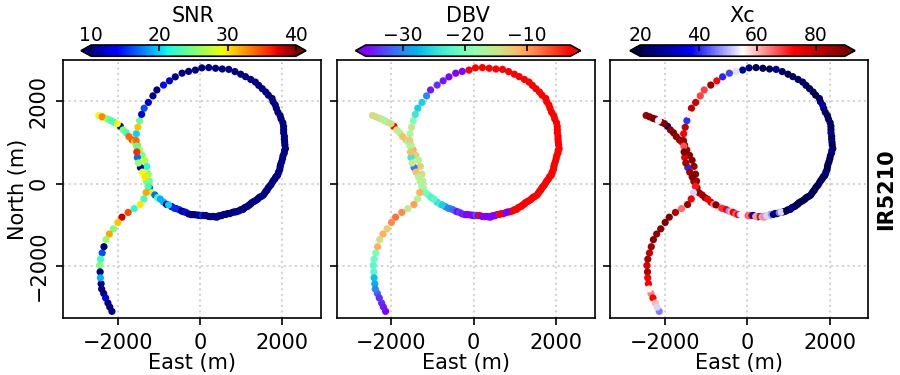 SNR DBV Xc
10 20 30 40 −30 −20 −10 20 40 60 80
2000
0
−2000
North (m)
−2000 0 2000 −2000 0 2000 −2000 0 2000
East (m) East (m) East (m)
IR5210